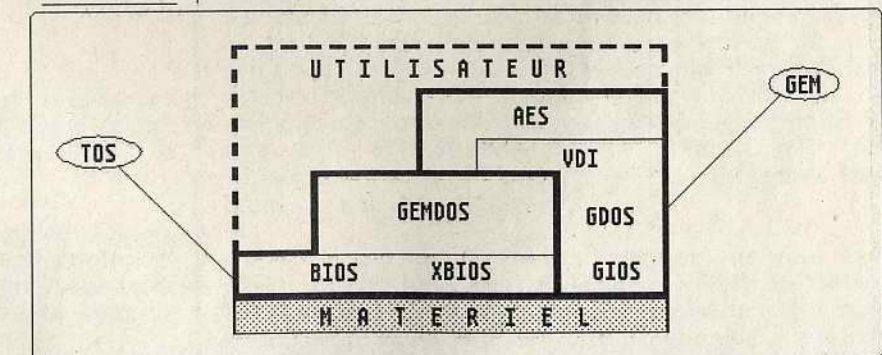 UTILISATEUR
GEM
AES
TOS
VDI
GEMDOS
GDOS
BIOS XBIOS
GIOS
MATERIEL